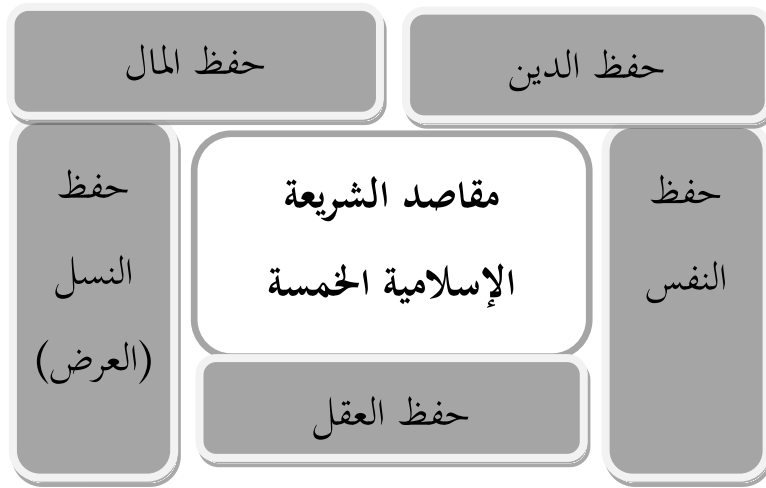 حفظ الدين
حفظ المال
مقاصد الشريعة
الإسلامية الخمسة
حفظ
النفس
حفظ
النسل
(العرض)
حفظ العقل